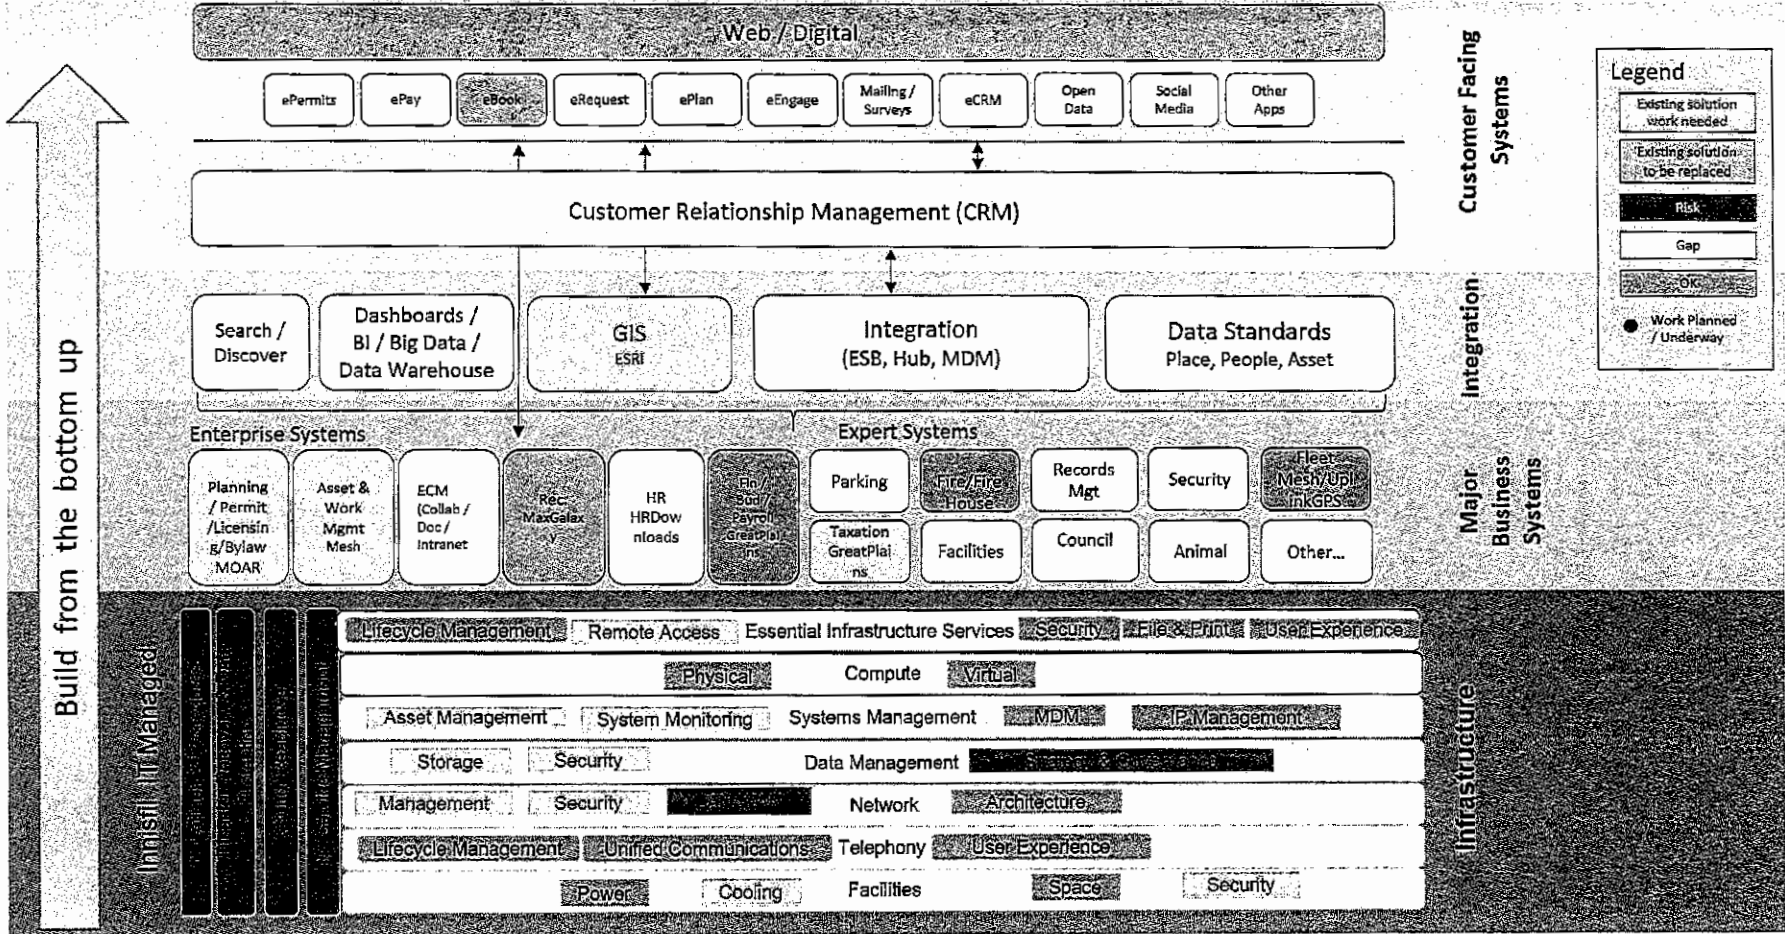 Web / Digital
ePermits
ePay
eBook
eRequest
ePlan
eEngage
Mailing /
Surveys
eCRM
Open
Data
Social
Media
Other
Apps
Customer Relationship Management (CRM)
Customer Facing
Systems
Legend
Existing solution
work needed
Existing solution
to be replaced
Risk
Gap
OK
Work Planned
/ Underway
Build from the bottom up
Search /
Discover
Dashboards /
BI / Big Data /
Data Warehouse
GIS
ESRI
Integration
(ESB, Hub, MDM)
Data Standards
Place, People, Asset
Integration
Enterprise Systems
Expert Systems
Planning
/ Permit
/Licensin
g/Bylaw
MOAR
Asset &
Work
Mgmt
Mesh
ECM
(Collab /
Doc /
Intranet
Rec
MaxGalax
y
HR
HRDow
nloads
Fin /
Bud /
Payroll
GreatPlai
ns
Parking
Fire/Fire
House
Records
Mgt
Security
Fleet
Mesh/Upl
inkGPS
Taxation
GreatPlai
ns
Facilities
Council
Animal
Other...
Major
Business
Systems
Innisfil IT Managed
Lifecycle Management
Remote Access
Essential Infrastructure Services
Security
File & Print
User Experience
Physical
Compute
Virtual
Asset Management
System Monitoring
Systems Management
MDM
IP Management
Storage
Security
Data Management
Management
Security
Network
Architecture
Lifecycle Management
Unified Communications
Telephony
User Experience
Power
Cooling
Facilities
Space
Security
Infrastructure